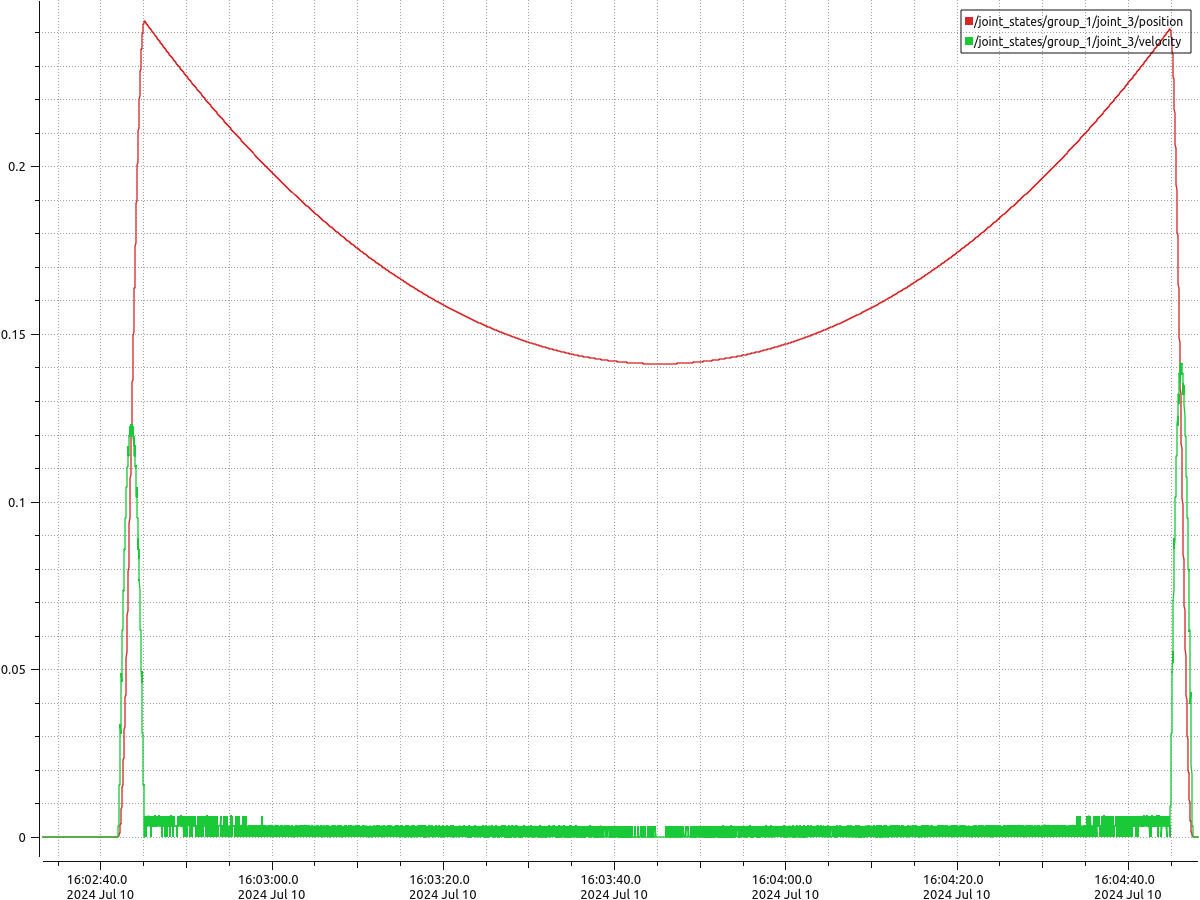 /joint_states/group_1/joint_3/position
/joint_states/group_1/joint_3/velocity
0.2
0.15
0.1
0.05
0
16:02:40.0 16:03:00.0 16:03:20.0 16:03:40.0 16:04:00.0 16:04:20.0 16:04:40.0
2024 Jul 10 2024 Jul 10 2024 Jul 10 2024 Jul 10 2024 Jul 10 2024 Jul 10 2024 Jul 10